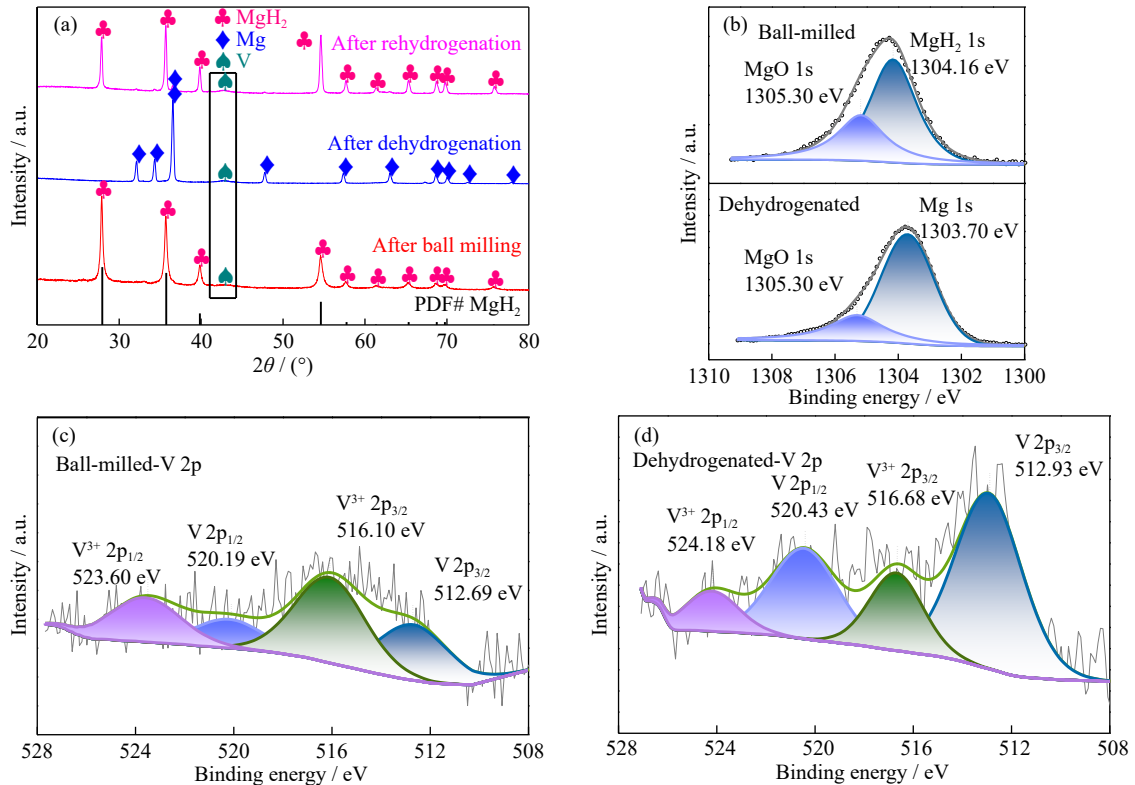 (a)
MgH₂
Mg
V
After rehydrogenation
After dehydrogenation
After ball milling
PDF# MgH₂
Intensity / a.u.
20 30 40 50 60 70 80
2θ / (°)
(b)
Ball-milled
MgH₂ 1s
1304.16 eV
MgO 1s
1305.30 eV
Dehydrogenated
Mg 1s
1303.70 eV
MgO 1s
1305.30 eV
Intensity / a.u.
1310 1308 1306 1304 1302 1300
Binding energy / eV
(c)
Ball-milled-V 2p
V³⁺ 2p₁/₂
523.60 eV
V 2p₁/₂
520.19 eV
V³⁺ 2p₃/₂
516.10 eV
V 2p₃/₂
512.69 eV
Intensity / a.u.
528 524 520 516 512 508
Binding energy / eV
(d)
Dehydrogenated-V 2p
V³⁺ 2p₁/₂
524.18 eV
V 2p₁/₂
520.43 eV
V³⁺ 2p₃/₂
516.68 eV
V 2p₃/₂
512.93 eV
Intensity / a.u.
528 524 520 516 512 508
Binding energy / eV